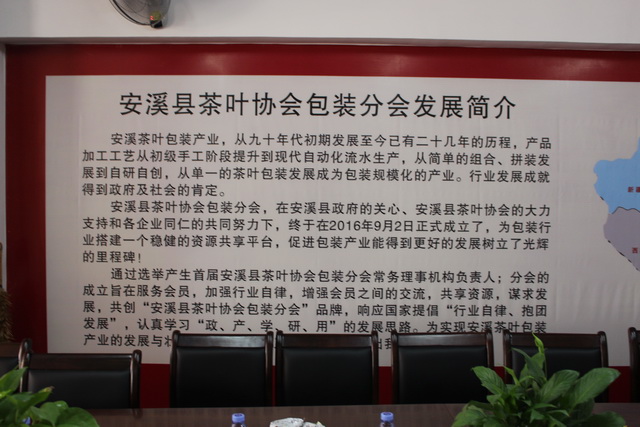 安溪县茶叶协会包装分会发展简介
安溪茶叶包装产业，从九十年代初期发展至今已有二十几年的历程，产品
加工工艺从初级手工阶段提升到现代自动化流水生产，从简单的组合、拼装发
展到自研自创，从单一的茶叶包装发展成为包装规模化的产业。行业发展成就
得到政府及社会的肯定。
安溪县茶叶协会包装分会，在安溪县政府的关心、安溪县茶叶协会的大力
支持和各企业同仁的共同努力下，终于在2016年9月2日正式成立了，为包装行
业搭建一个稳健的资源共享平台，促进包装产业能得到更好的发展树立了光辉
的里程碑！
通过选举产生首届安溪县茶叶协会包装分会常务理事机构负责人；分会的
成立旨在服务会员，加强行业自律，增强会员之间的交流，共享资源，谋求发
展，共创“安溪县茶叶协会包装分会”品牌，响应国家提倡“行业自律、抱团
发展”，认真学习“政、产、学、研、用”的发展思路。为实现安溪茶叶包装
产业的发展与
新疆